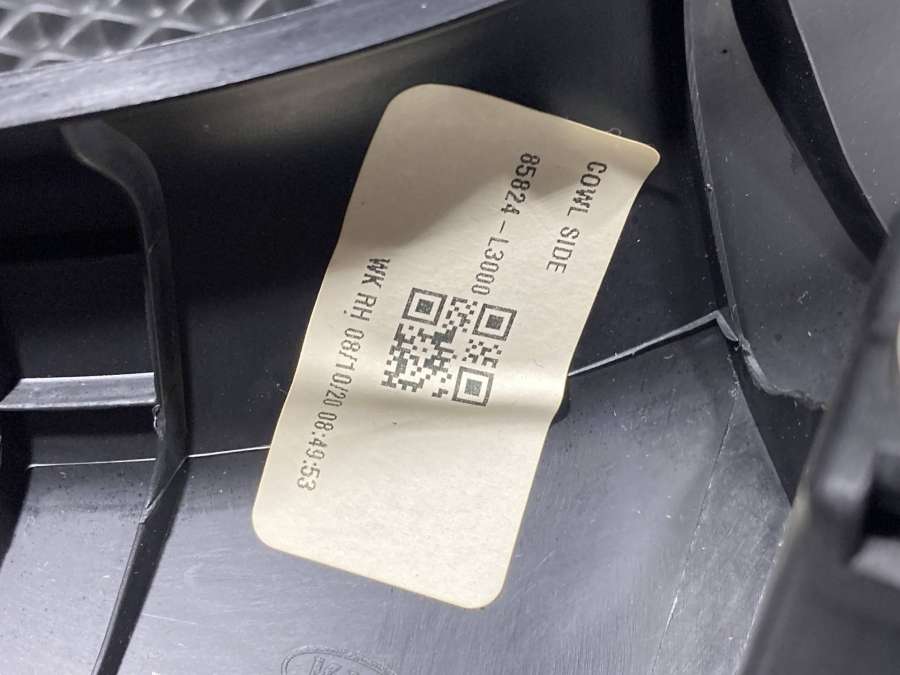 COWL SIDE
85824-L3000
WK RH 08/10/20 08:49:53